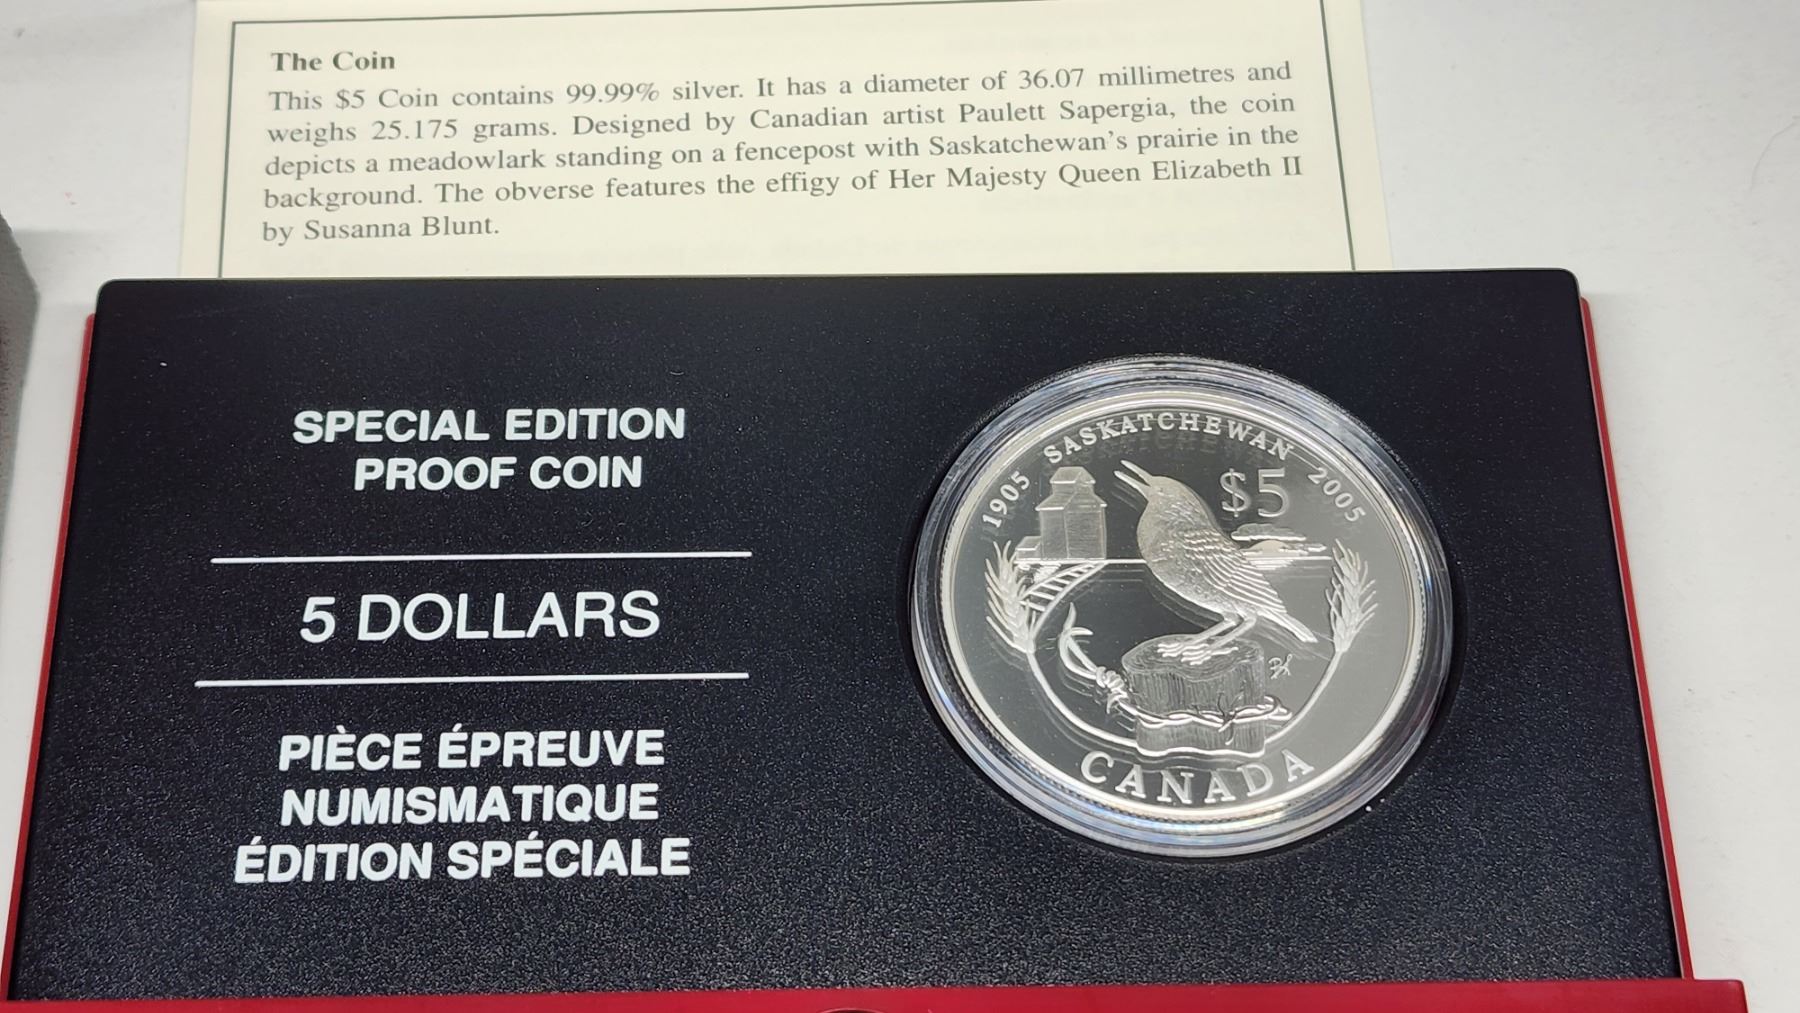 The Coin
This $5 Coin contains 99.99% silver. It has a diameter of 36.07 millimetres and
weighs 25.175 grams. Designed by Canadian artist Paulett Sapergia, the coin
depicts a meadowlark standing on a fencepost with Saskatchewan's prairie in the
background. The obverse features the effigy of Her Majesty Queen Elizabeth II
by Susanna Blunt.
SPECIAL EDITION
PROOF COIN
5 DOLLARS
PIÈCE ÉPREUVE
NUMISMATIQUE
ÉDITION SPÉCIALE
1905 SASKATCHEWAN 2005
$5
PS
CANADA